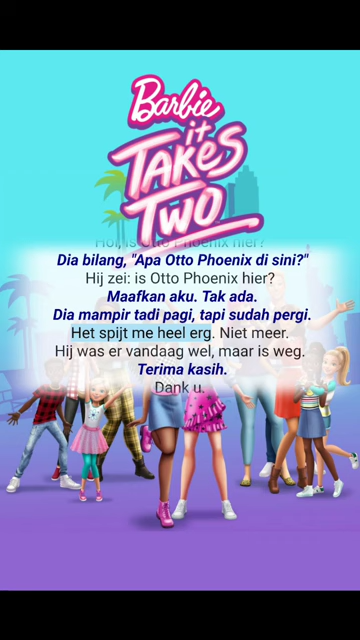 Barbie
it
TAKES
TWO
Hoi, is Otto Phoenix hier?
Dia bilang, "Apa Otto Phoenix di sini?"
Hij zei: is Otto Phoenix hier?
Maafkan aku. Tak ada.
Dia mampir tadi pagi, tapi sudah pergi.
Het spijt me heel erg. Niet meer.
Hij was er vandaag wel, maar is weg.
Terima kasih.
Dank u.